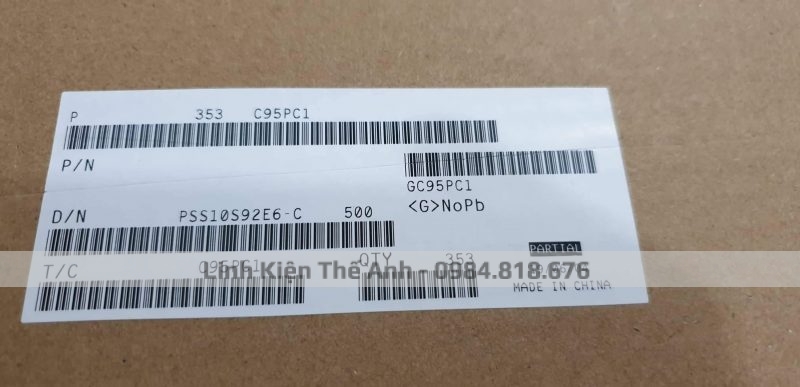 P 353 C95PC1
P/N
GC95PC1
<G>NoPb
D/N PSS10S92E6-C 500
PARTIAL
T/C C95PC1 QTY 353
Linh Kiện Thế Anh - 0984.818.676
MADE IN CHINA